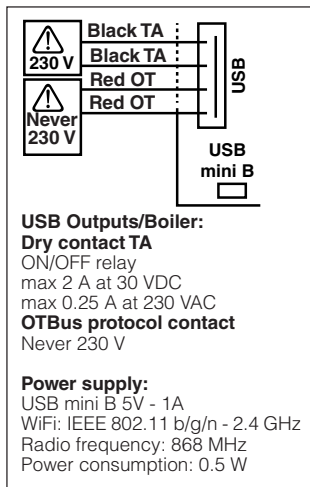 Black TA
230 V
Black TA
Red OT
Never
230 V
Red OT
USB
USB
mini B
USB Outputs/Boiler:
Dry contact TA
ON/OFF relay
max 2 A at 30 VDC
max 0.25 A at 230 VAC
OTBus protocol contact
Never 230 V
Power supply:
USB mini B 5V - 1A
WiFi: IEEE 802.11 b/g/n - 2.4 GHz
Radio frequency: 868 MHz
Power consumption: 0.5 W